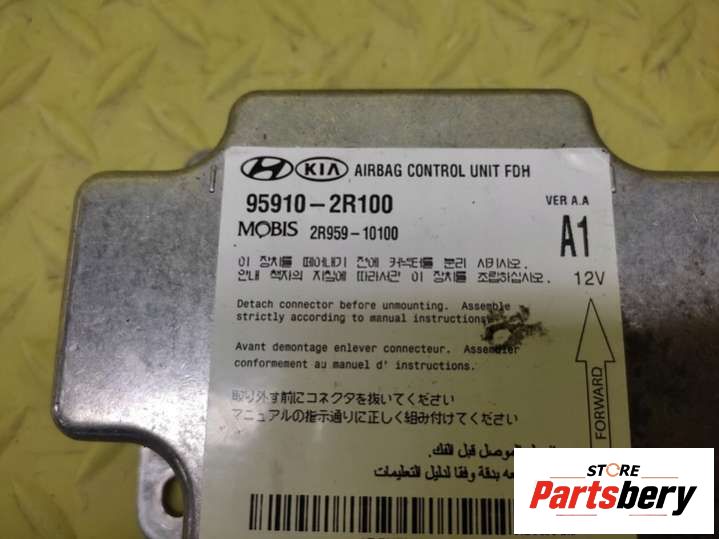 HYUNDAI KIA AIRBAG CONTROL UNIT FDH
95910-2R100
VER A.A
MOBIS 2R959-10100
A1
이 장치를 떼어내기 전에 커넥터를 분리 시키시오.
안내 책자의 지침에 따라서만 이 장치를 조립하십시오.
12V
Detach connector before unmounting. Assemble
strictly according to manual instructions
Avant demontage enlever connecteur. Assembler
conformement au manuel d' instructions.
FORWARD
取り外す前にコネクタを抜いてください
マニュアルの指示通りに正しく組み付けてください
الموصل قبل الفك.
بدقة وفقا لدليل التعليمات
STORE
Partsbery